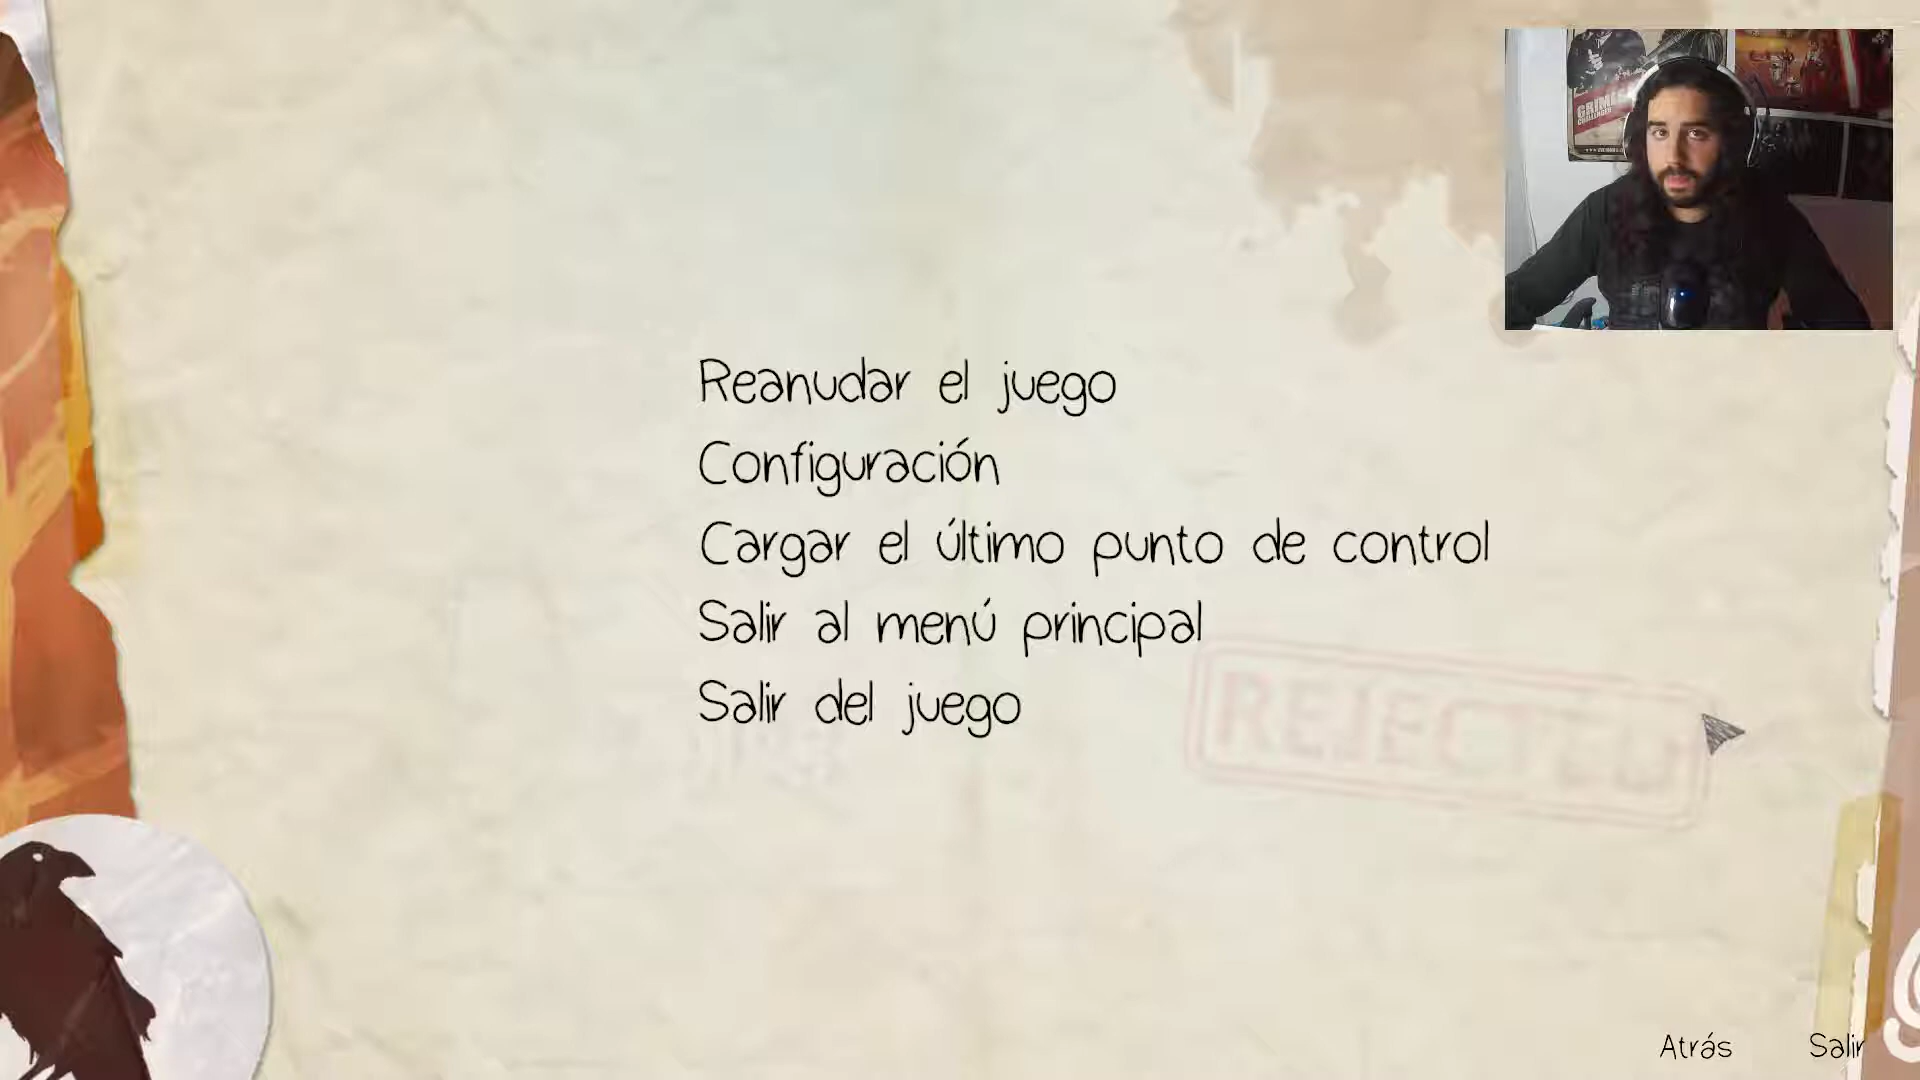 GRIM
Reanudar el juego
Configuración
Cargar el último punto de control
Salir al menú principal
Salir del juego
REJECTED
Atrás Salir